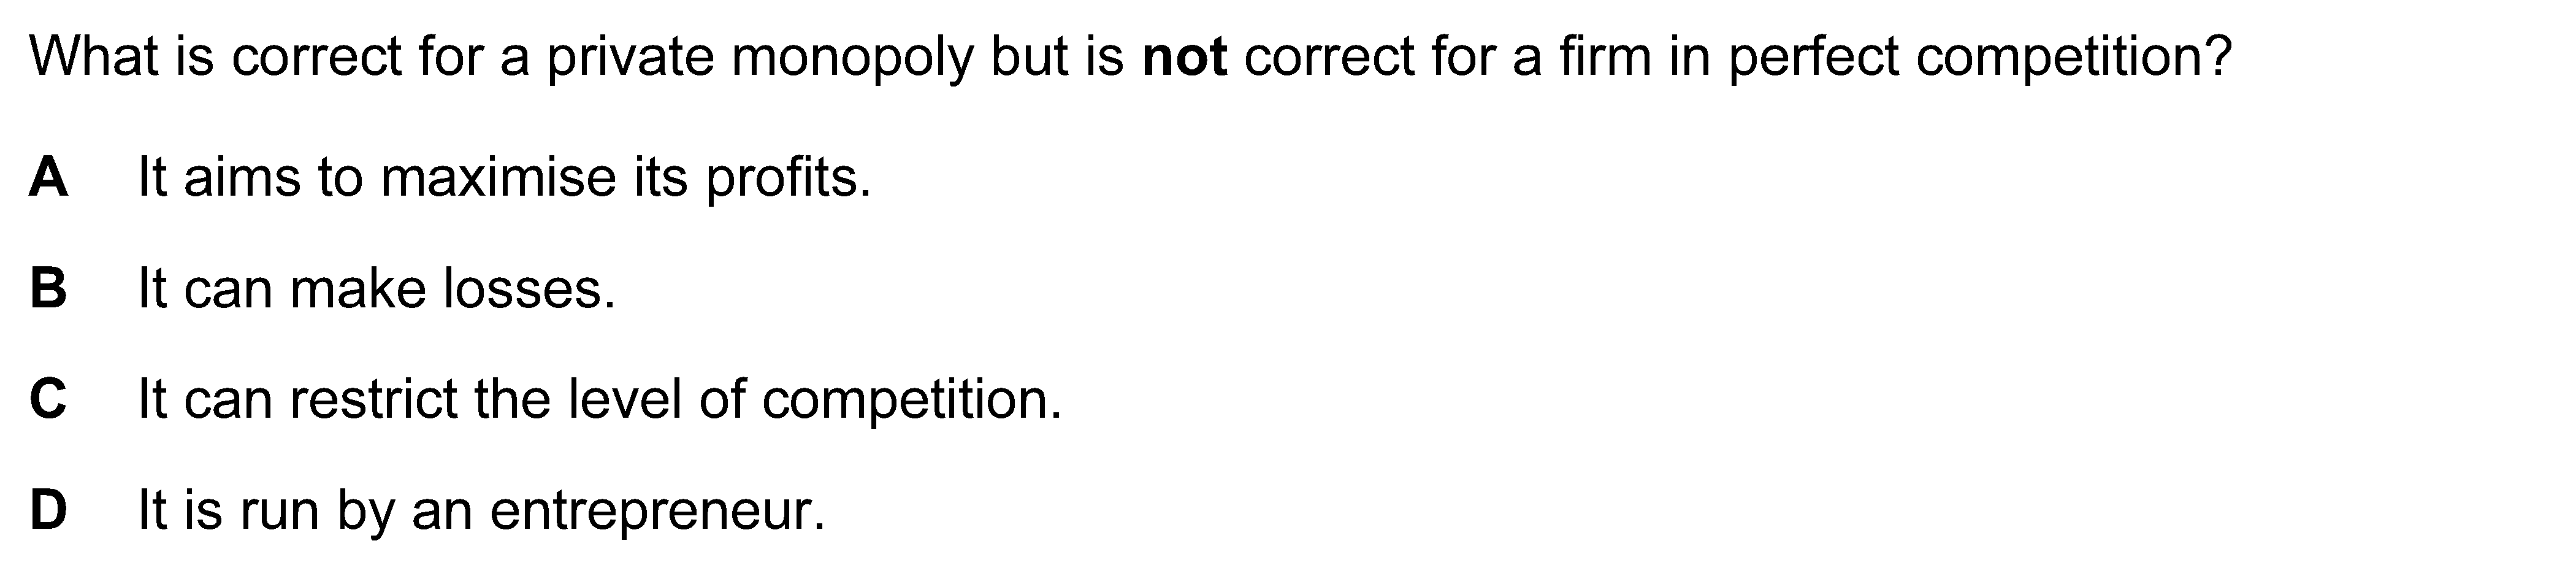 What is correct for a private monopoly but is not correct for a firm in perfect competition?
A It aims to maximise its profits.
B It can make losses.
C It can restrict the level of competition.
D It is run by an entrepreneur.